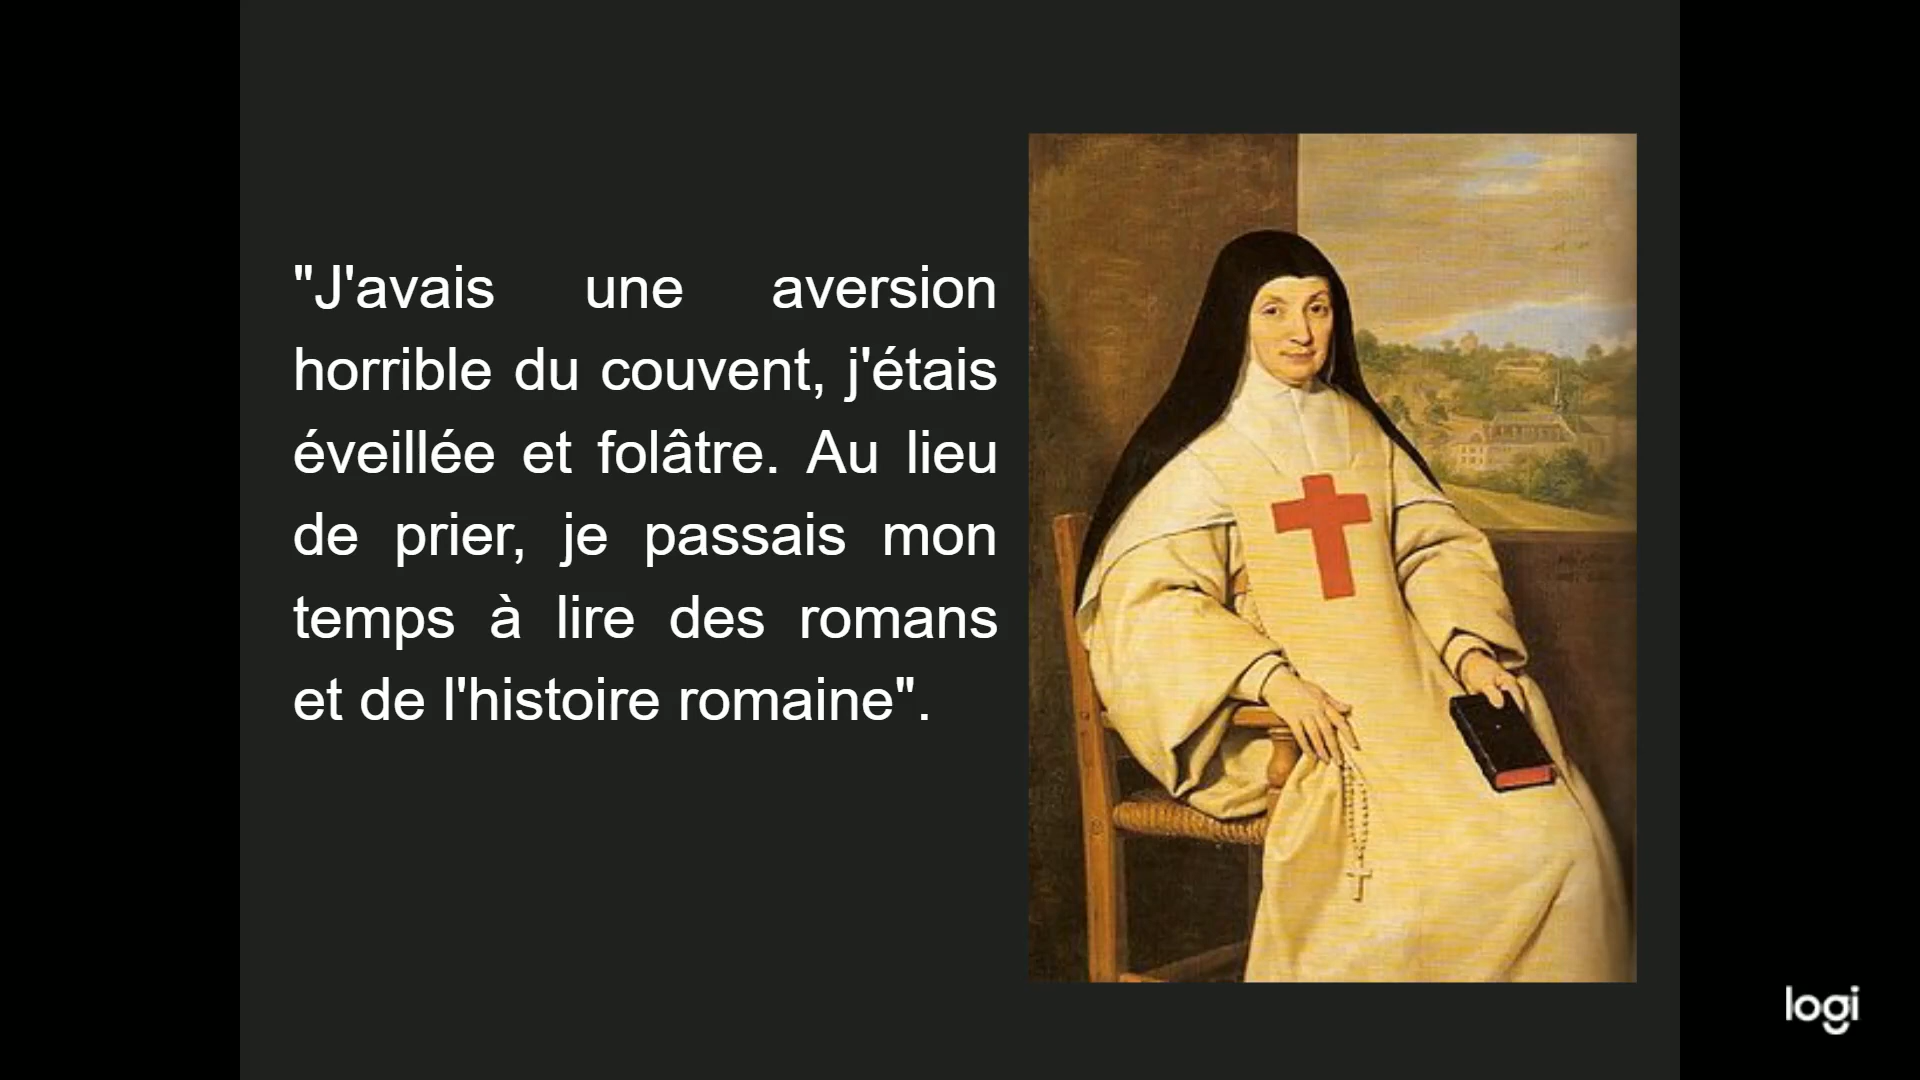 "J'avais une aversion
horrible du couvent, j'étais
éveillée et folâtre. Au lieu
de prier, je passais mon
temps à lire des romans
et de l'histoire romaine".
logi